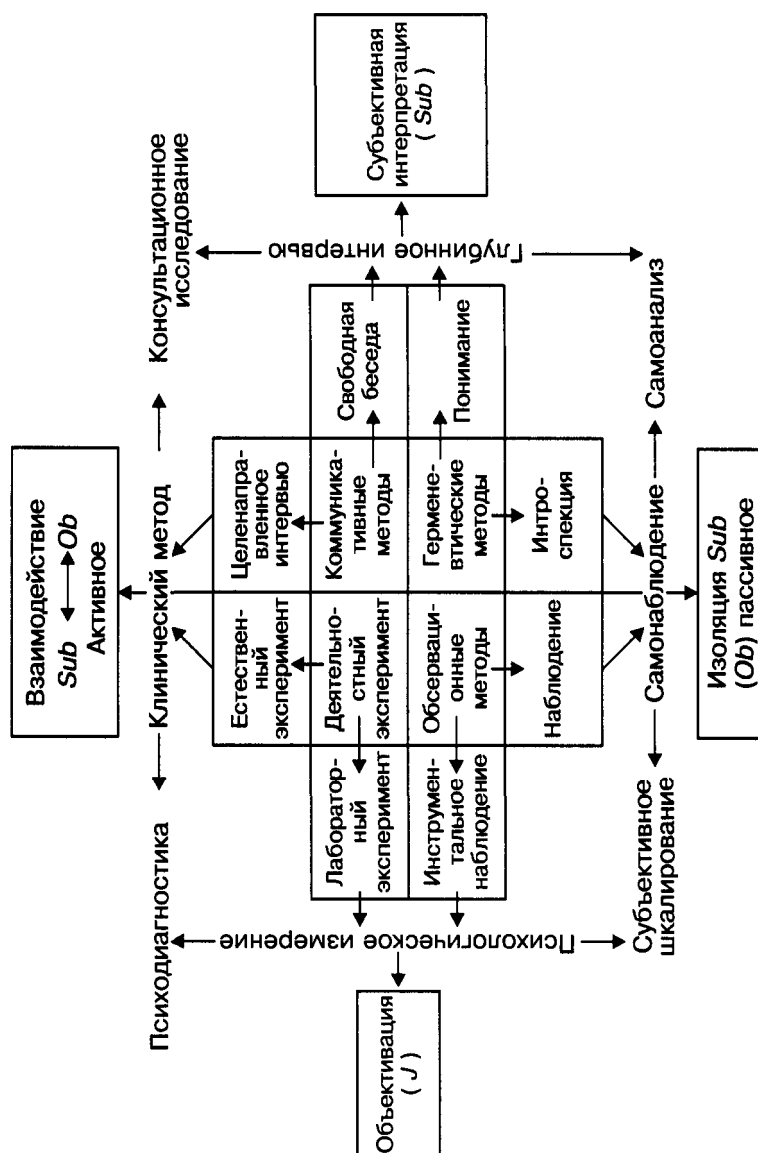 Взаимодействие
Sub ⟷ Ob
Активное
Психодиагностика
Клинический метод
Консультационное
исследование
Естествен-
ный
эксперимент
Целенапра-
вленное
интервью
Объективация
( J )
Психологическое измерение
Лаборатор-
ный
эксперимент
Деятельно-
стный
эксперимент
Коммуника-
тивные
методы
Свободная
беседа
Глубинное интервью
Субъективная
интерпретация
( Sub )
Инструмен-
тальное
наблюдение
Обсерваци-
онные
методы
Гермене-
втические
методы
Понимание
Наблюдение
Интро-
спекция
Субъективное
шкалирование
Самонаблюдение
Самоанализ
Изоляция Sub
(Ob) пассивное